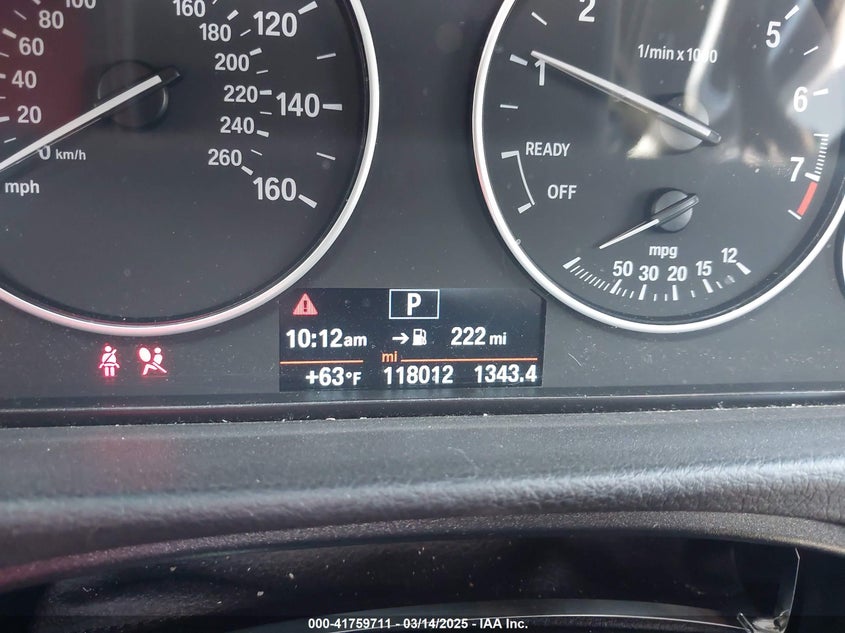 100
80
60
40
20
0 km/h
mph
160
180
200
220
240
260
120
140
160
1
2
5
6
7
1/min x 1000
READY
OFF
mpg
50 30 20 15 12
P
10:12am
222 mi
mi
+63°F 118012 1343.4
000-41759711 - 03/14/2025 - IAA Inc.